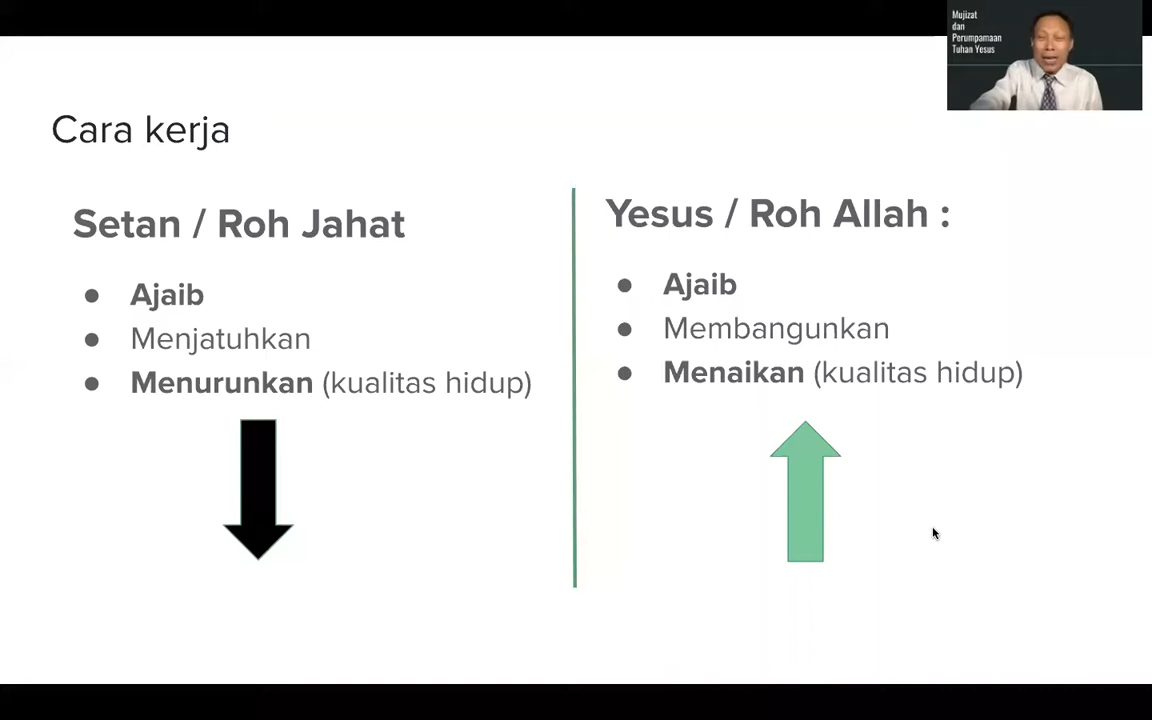 Mujizat
dan
Perumpamaan
Tuhan Yesus
Cara kerja
Setan / Roh Jahat
● Ajaib
● Menjatuhkan
● Menurunkan (kualitas hidup)
Yesus / Roh Allah :
● Ajaib
● Membangunkan
● Menaikan (kualitas hidup)